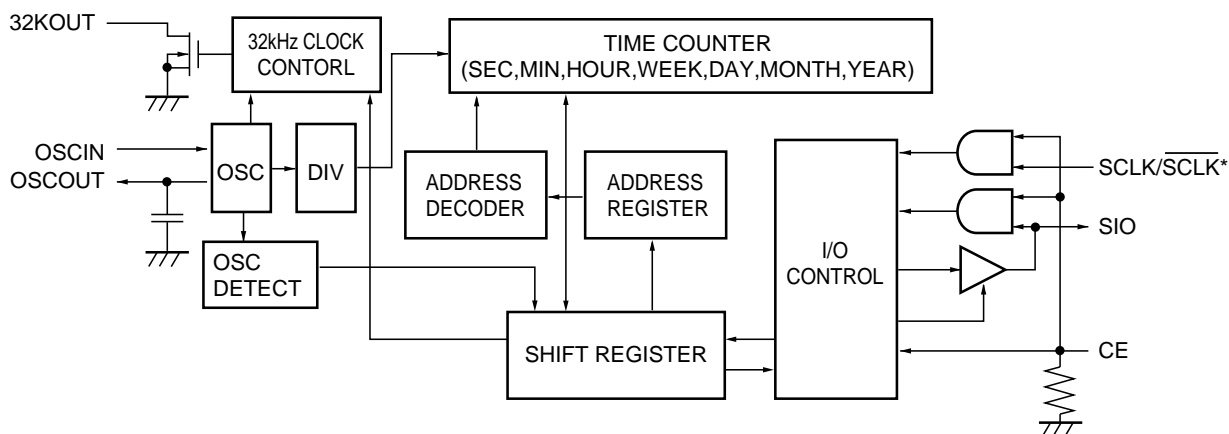 32KOUT
32kHz CLOCK
CONTORL
TIME COUNTER
(SEC,MIN,HOUR,WEEK,DAY,MONTH,YEAR)
OSCIN
OSCOUT
OSC
DIV
ADDRESS
DECODER
ADDRESS
REGISTER
I/O
CONTROL
SCLK/SCLK*
SIO
OSC
DETECT
SHIFT REGISTER
CE